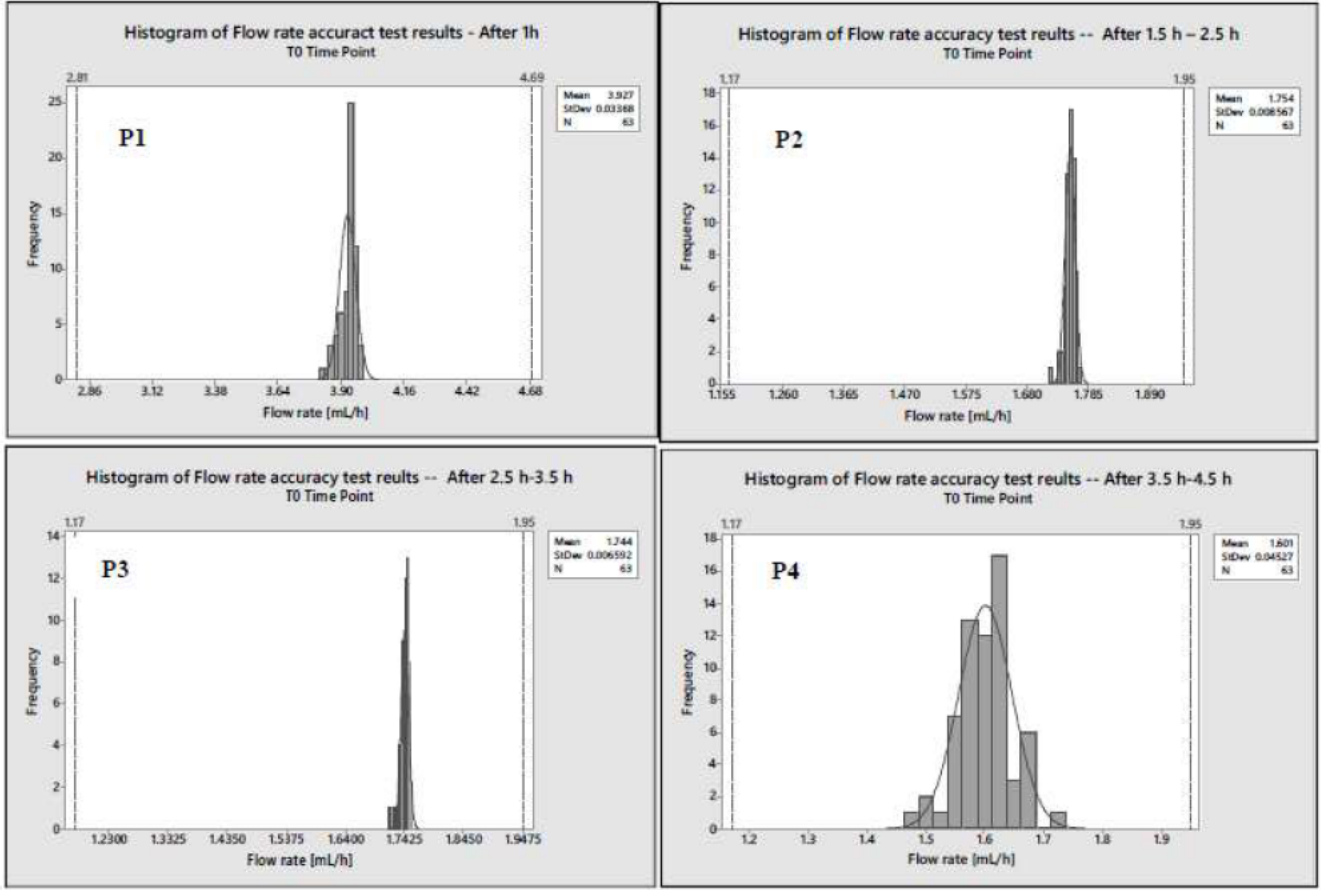 Histogram of Flow rate accuract test results - After 1h
T0 Time Point
2.81 4.69
Mean 3.927
StDev 0.03368
N 63
P1
Frequency
25
20
15
10
5
0
2.86 3.12 3.38 3.64 3.90 4.16 4.42 4.68
Flow rate [mL/h]
Histogram of Flow rate accuracy test reults -- After 1.5 h – 2.5 h
T0 Time Point
1.17 1.95
Mean 1.754
StDev 0.008567
N 63
P2
Frequency
18
16
14
12
10
8
6
4
2
0
1.155 1.260 1.365 1.470 1.575 1.680 1.785 1.890
Flow rate [mL/h]
Histogram of Flow rate accuracy test reults -- After 2.5 h-3.5 h
T0 Time Point
1.17 1.95
Mean 1.744
StDev 0.006592
N 63
P3
Frequency
14
12
10
8
6
4
2
0
1.2300 1.3325 1.4350 1.5375 1.6400 1.7425 1.8450 1.9475
Flow rate [mL/h]
Histogram of Flow rate accuracy test reults -- After 3.5 h-4.5 h
T0 Time Point
1.17 1.95
Mean 1.601
StDev 0.04527
N 63
P4
Frequency
18
16
14
12
10
8
6
4
2
0
1.2 1.3 1.4 1.5 1.6 1.7 1.8 1.9
Flow rate [mL/h]